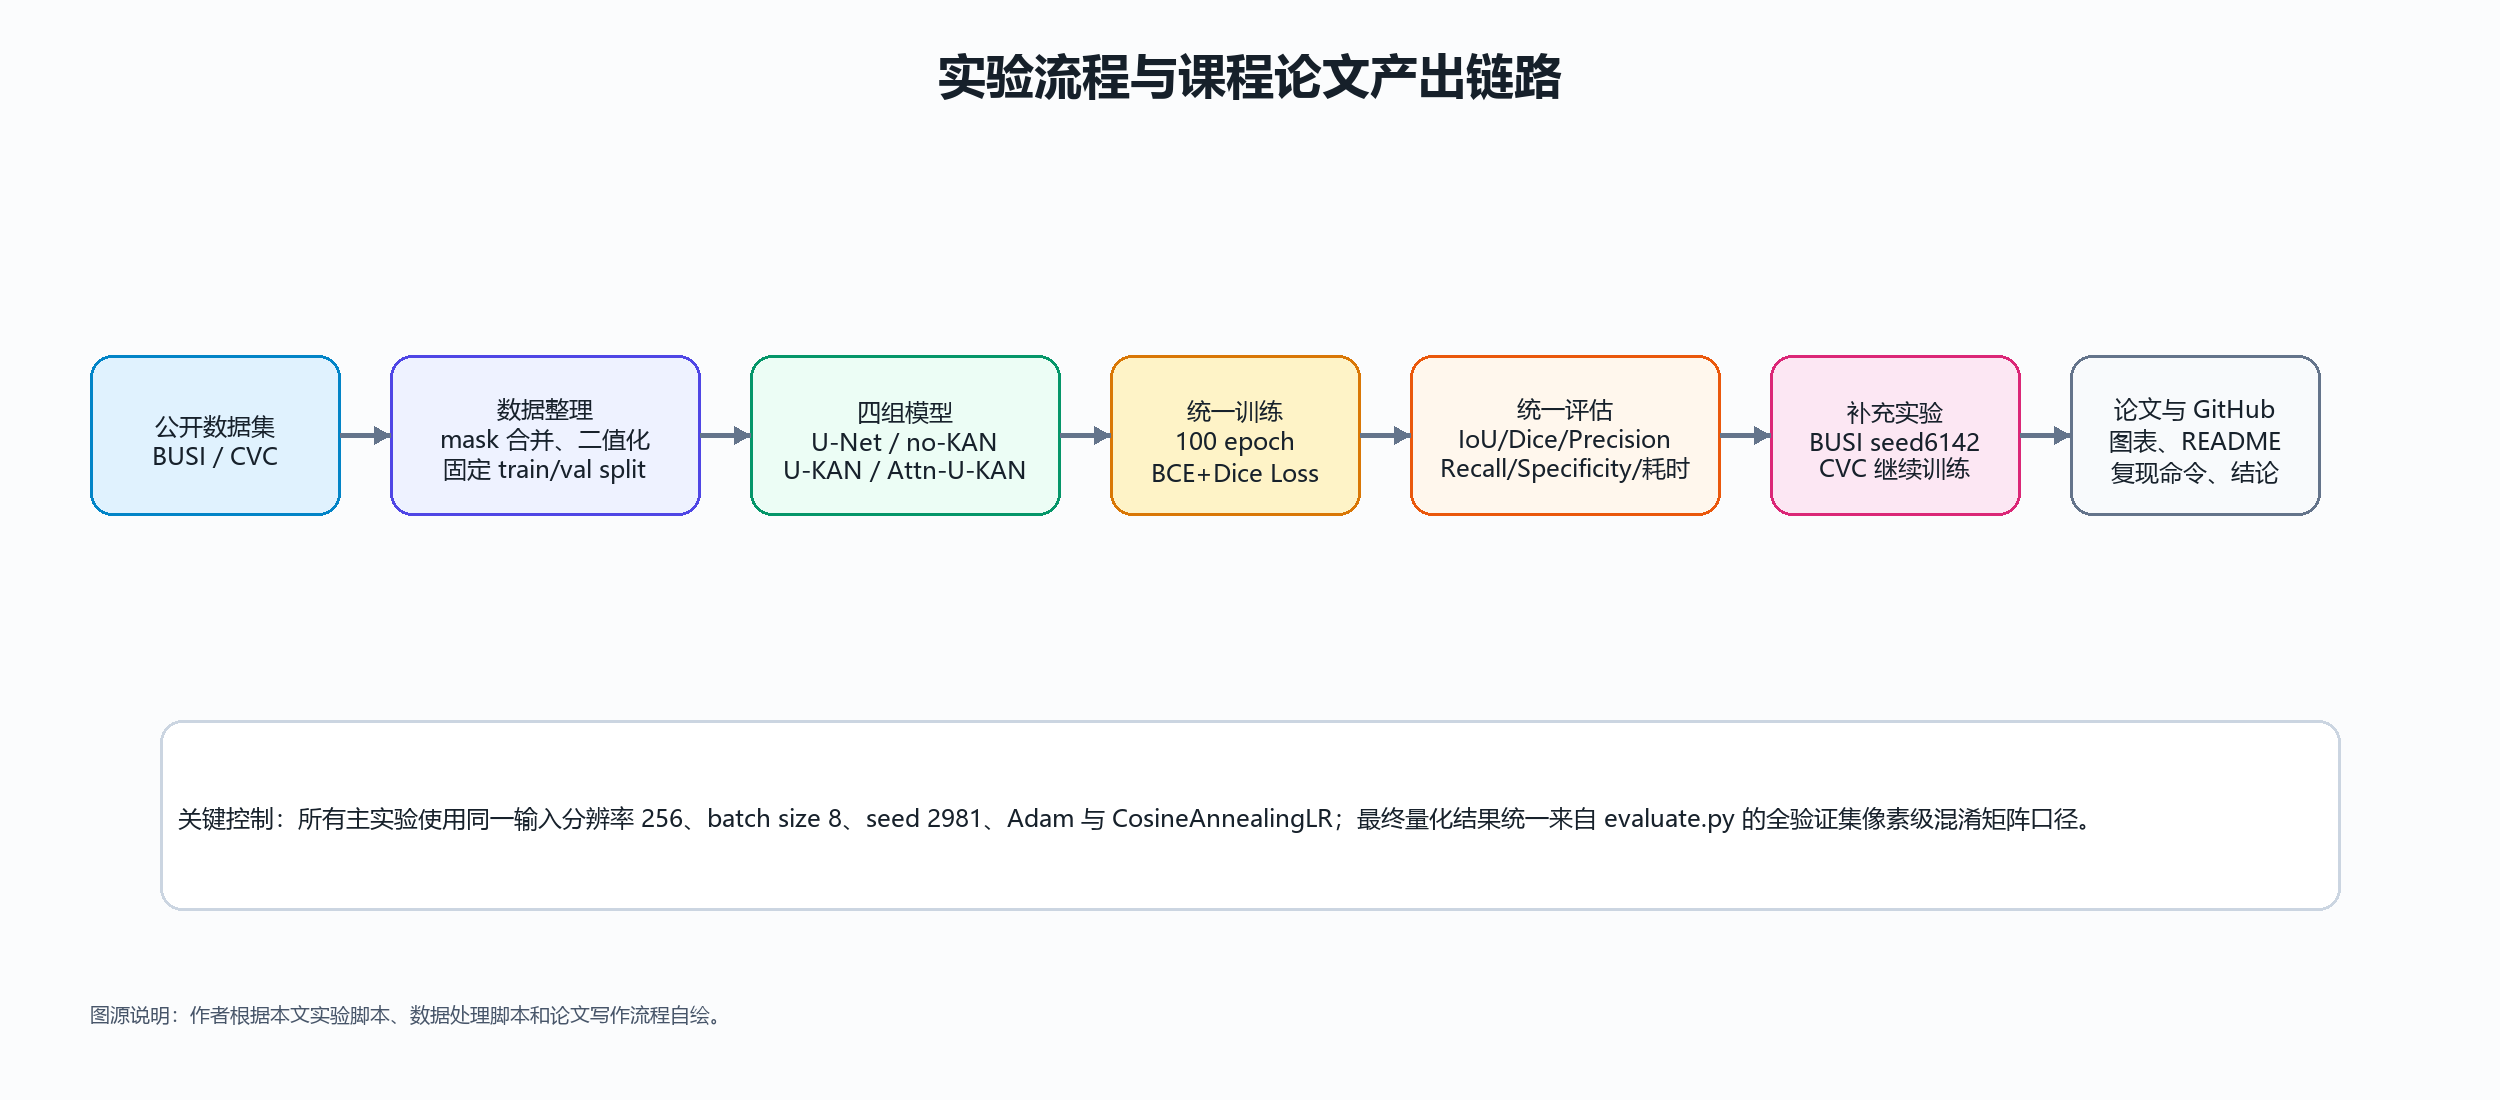 实验流程与课程论文产出链路
公开数据集
BUSI / CVC
数据整理
mask 合并、二值化
固定 train/val split
四组模型
U-Net / no-KAN
U-KAN / Attn-U-KAN
统一训练
100 epoch
BCE+Dice Loss
统一评估
IoU/Dice/Precision
Recall/Specificity/耗时
补充实验
BUSI seed6142
CVC 继续训练
论文与 GitHub
图表、README
复现命令、结论
关键控制：所有主实验使用同一输入分辨率 256、batch size 8、seed 2981、Adam 与 CosineAnnealingLR；最终量化结果统一来自 evaluate.py 的全验证集像素级混淆矩阵口径。
图源说明：作者根据本文实验脚本、数据处理脚本和论文写作流程自绘。